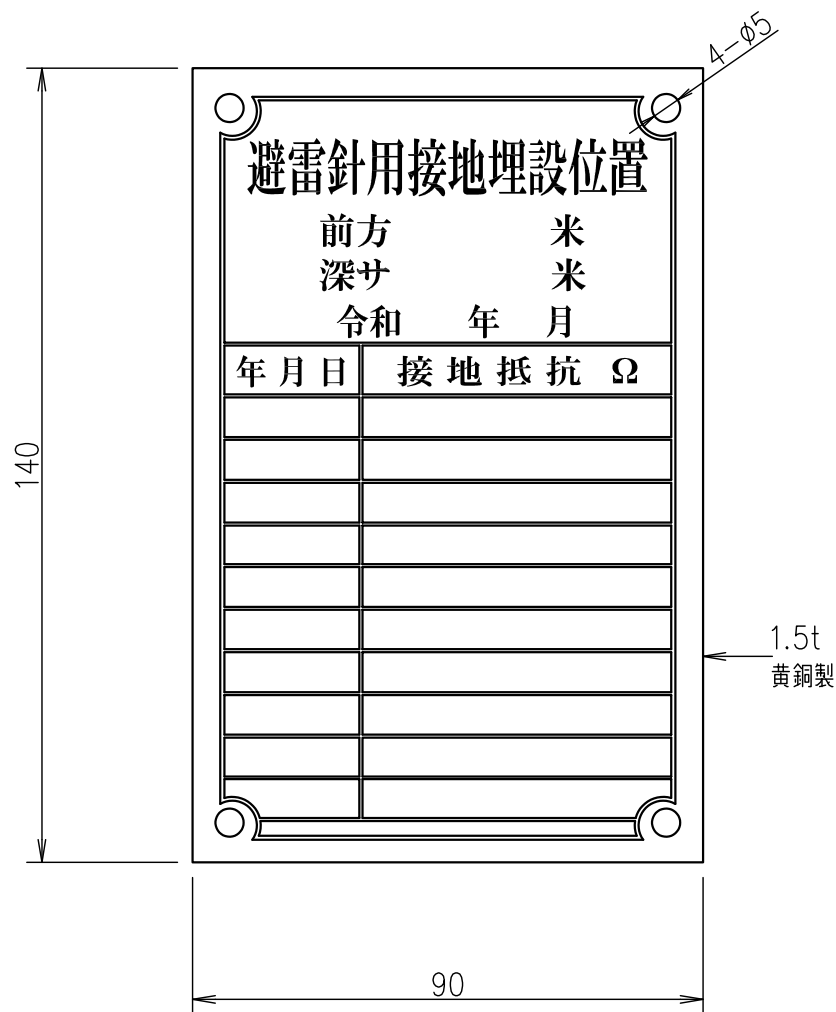 4-ø5
避雷針用接地埋設位置
前方 米
深サ 米
令和 年 月
年月日 接地抵抗 Ω
140
1.5t
黄銅製
90